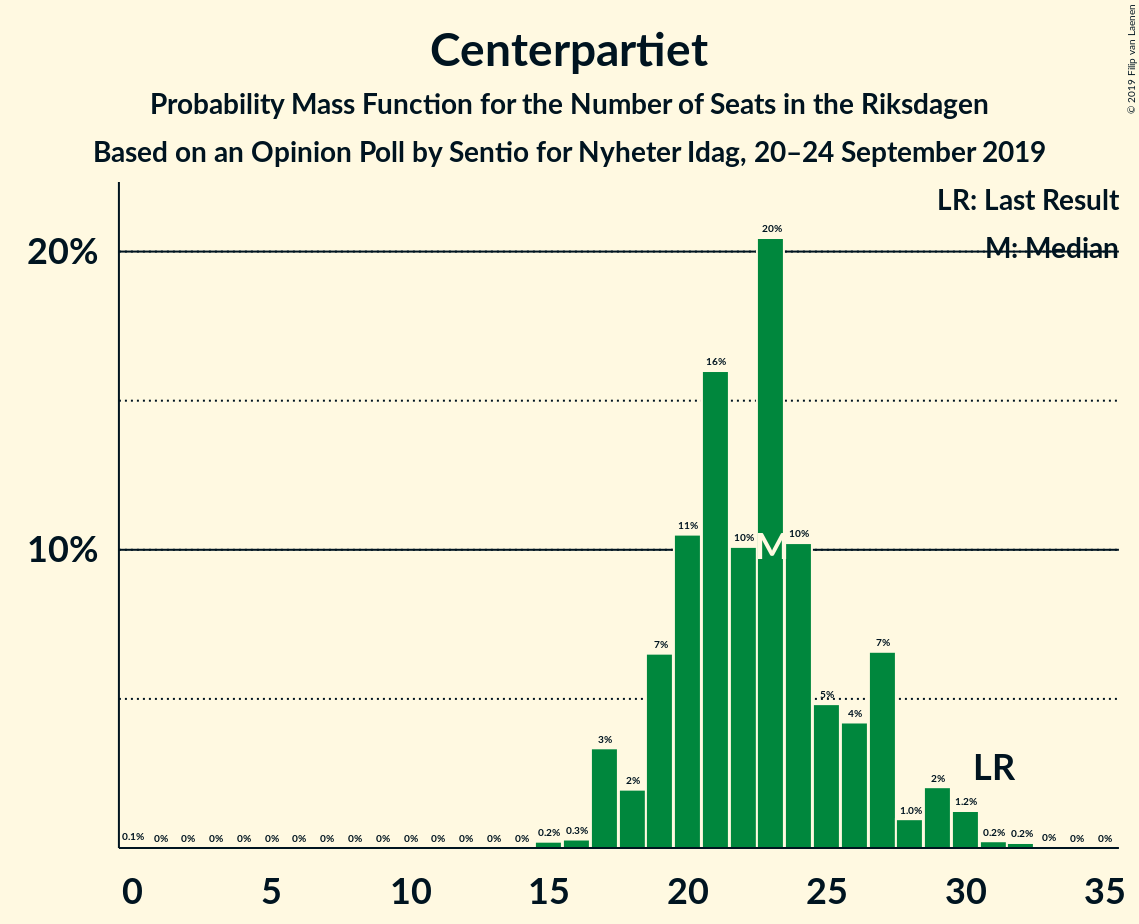 Centerpartiet
Probability Mass Function for the Number of Seats in the Riksdagen
Based on an Opinion Poll by Sentio for Nyheter Idag, 20–24 September 2019
© 2019 Filip van Laenen
LR: Last Result
M: Median
20%
10%
0.1% 0% 0% 0% 0% 0% 0% 0% 0% 0% 0% 0% 0% 0% 0% 0.2% 0.3% 3% 2% 7% 11% 16% 10% 20% 10% 5% 4% 7% 1.0% 2% 1.2% 0.2% 0.2% 0% 0% 0%
M
LR
0 5 10 15 20 25 30 35